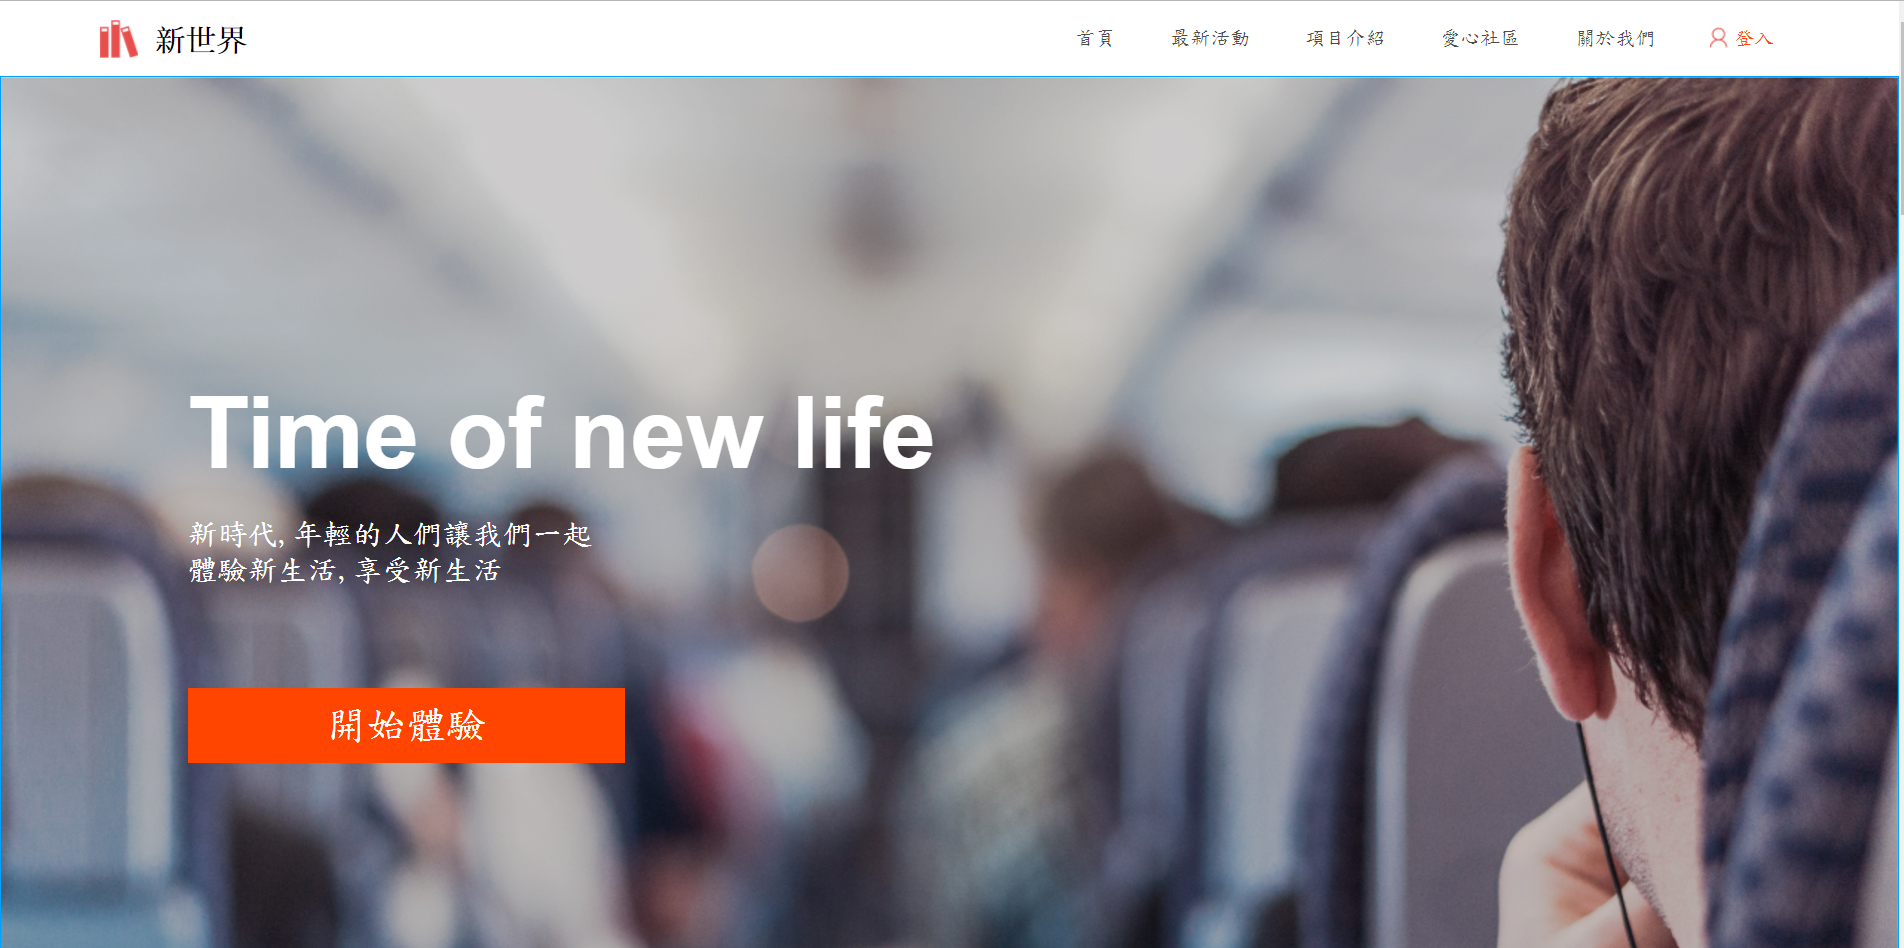 新世界
首頁 最新活動 項目介紹 愛心社區 關於我們 登入
Time of new life
新時代, 年輕的人們讓我們一起
體驗新生活, 享受新生活
開始體驗